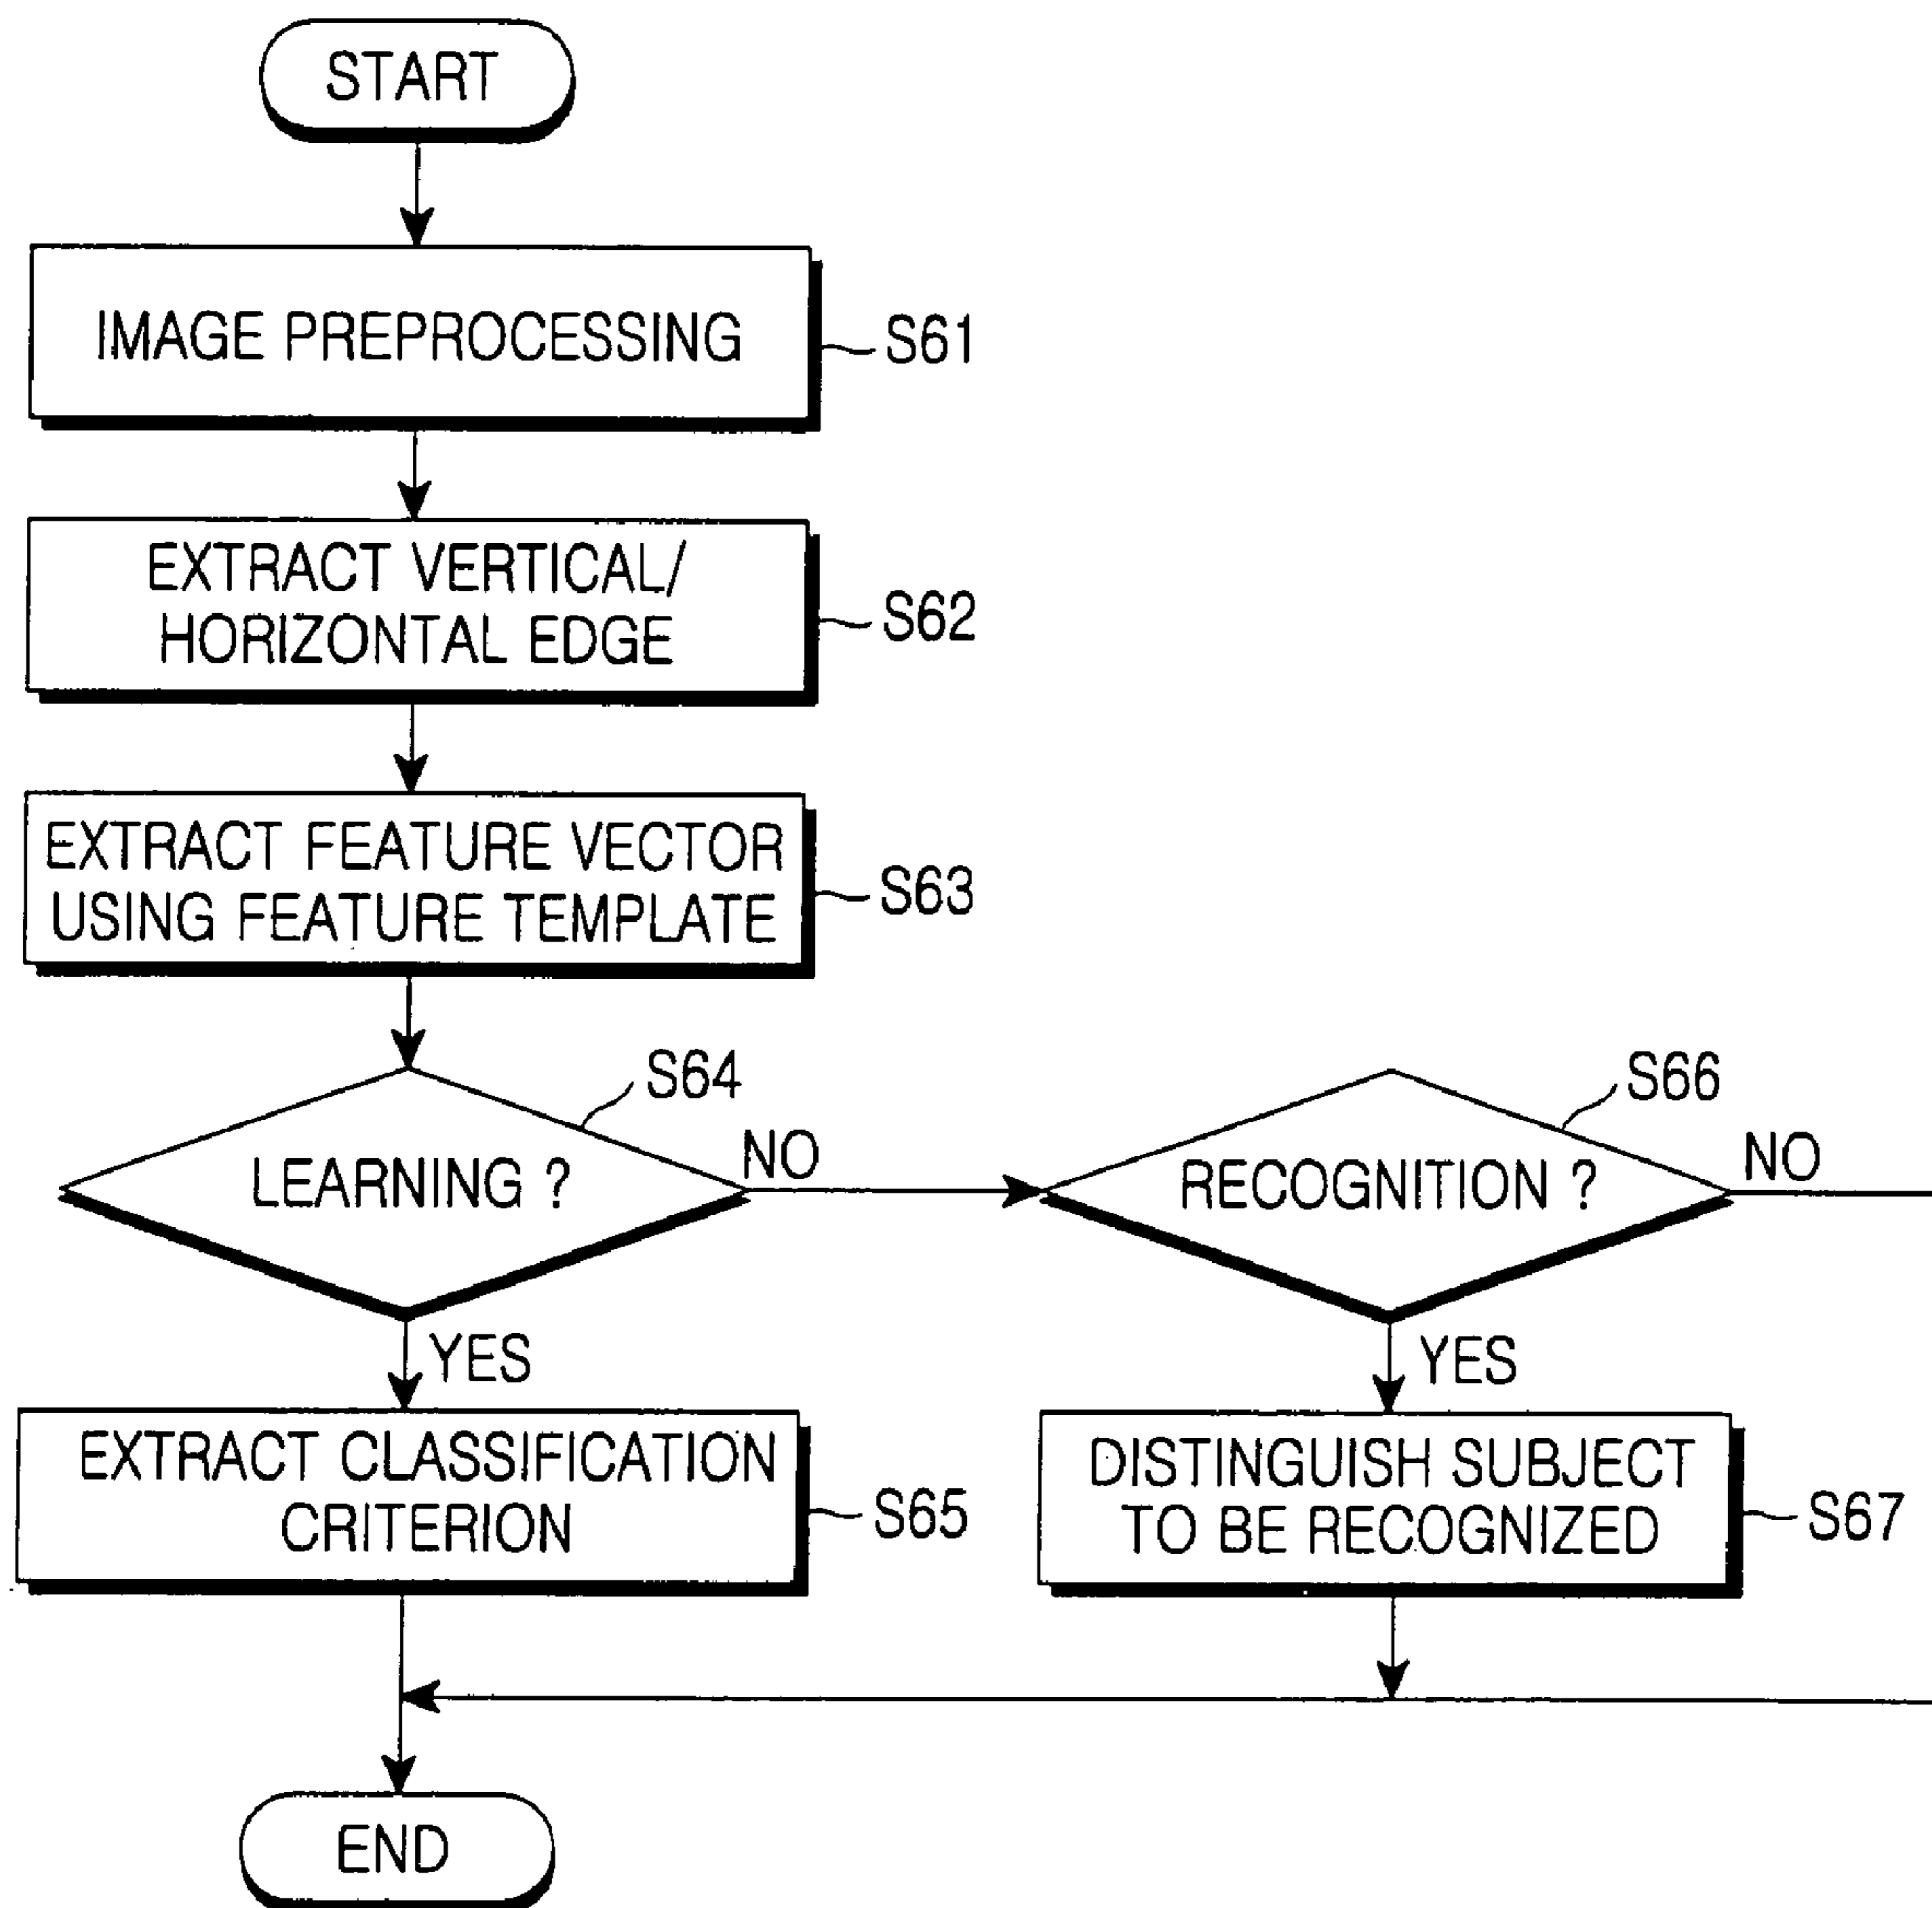 START
IMAGE PREPROCESSING
S61
EXTRACT VERTICAL/
HORIZONTAL EDGE
S62
EXTRACT FEATURE VECTOR
USING FEATURE TEMPLATE
S63
S64
LEARNING ?
NO
S66
RECOGNITION ?
NO
YES
YES
EXTRACT CLASSIFICATION
CRITERION
S65
DISTINGUISH SUBJECT
TO BE RECOGNIZED
S67
END